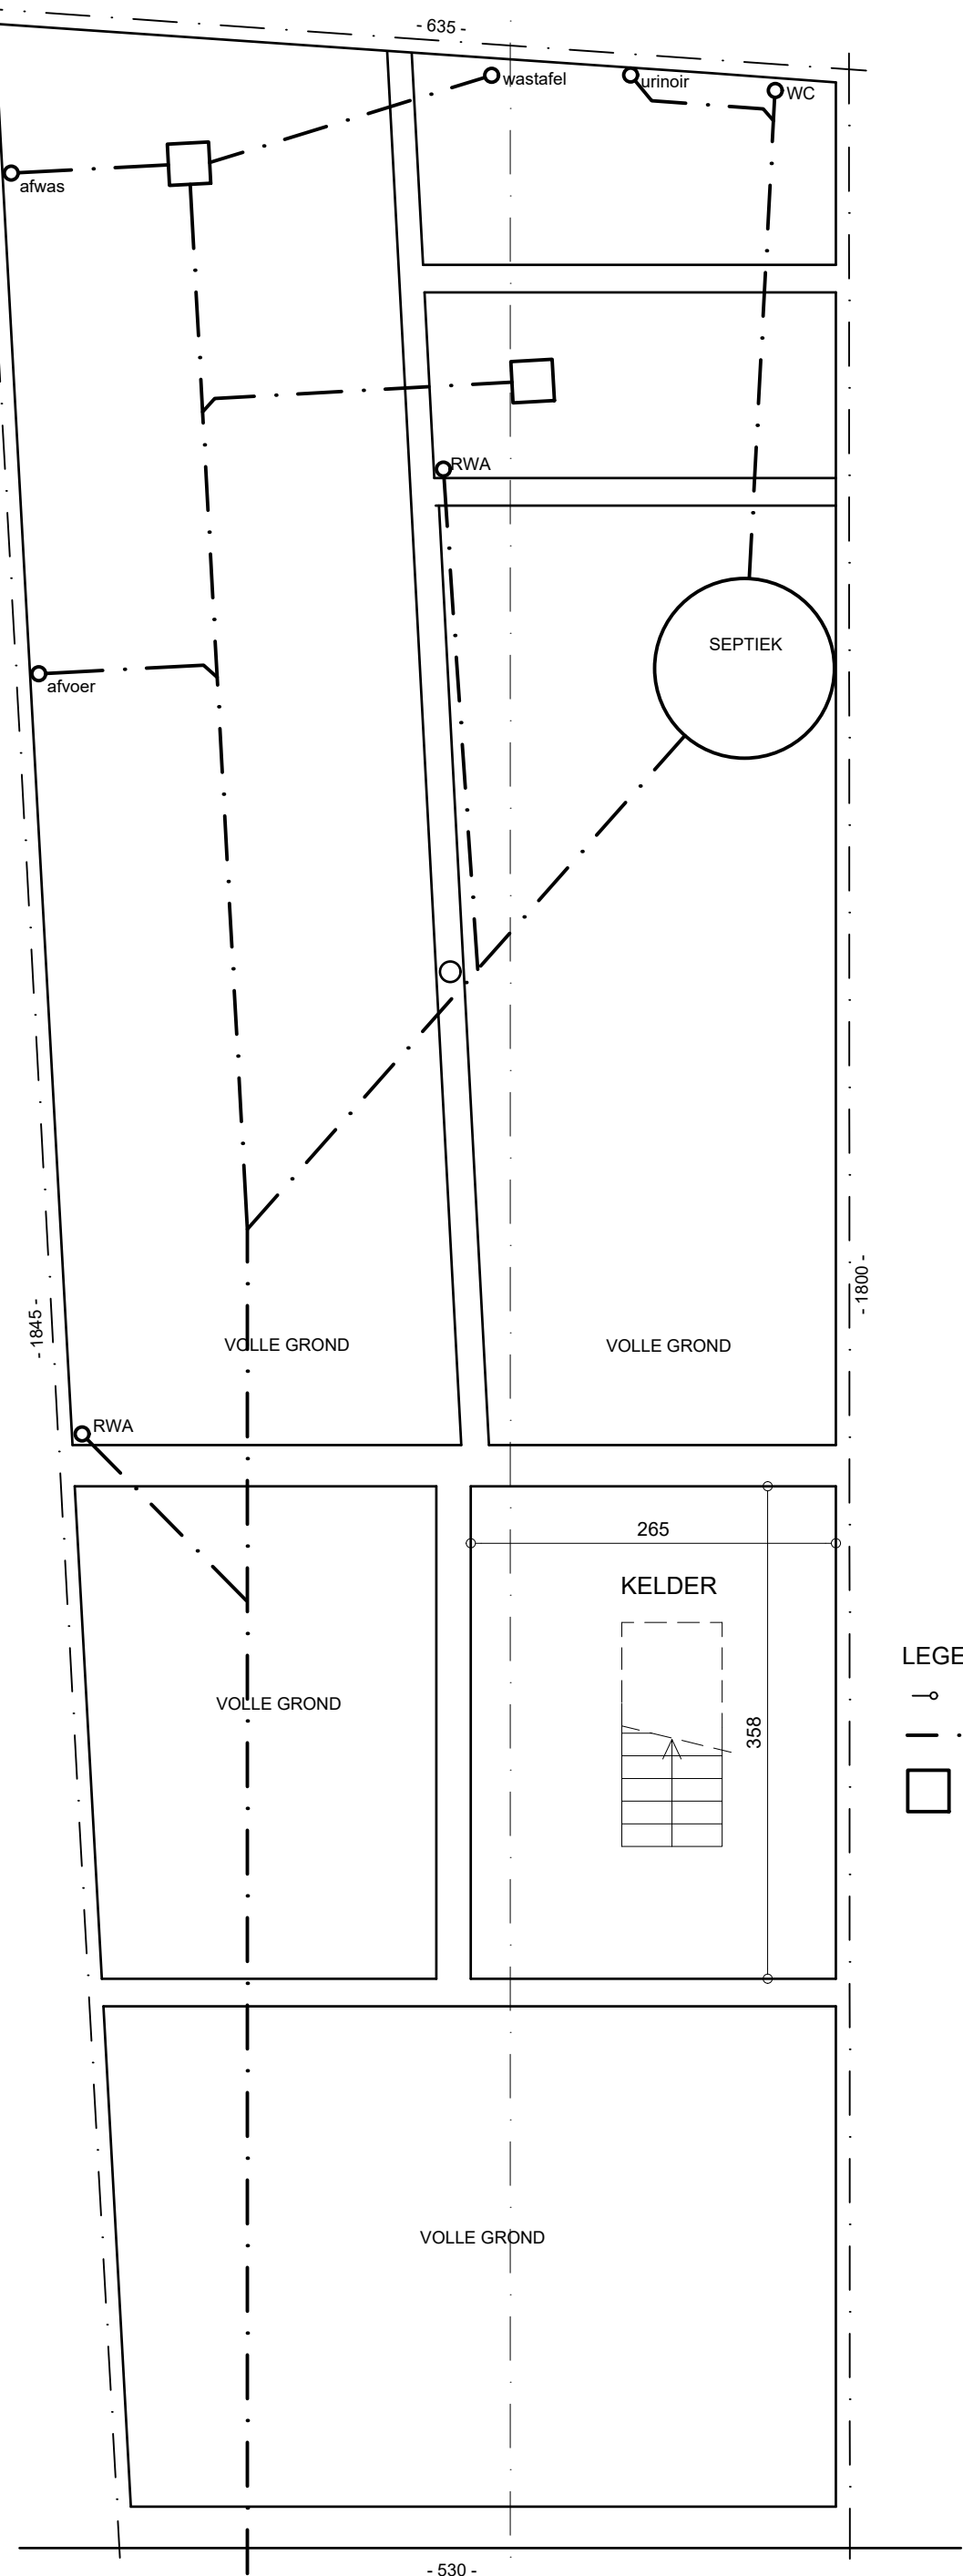 - 635 -
wastafel
urinoir
WC
afwas
RWA
SEPTIEK
afvoer
- 1800 -
- 1845 -
VOLLE GROND
VOLLE GROND
RWA
265
KELDER
LEGE
VOLLE GROND
358
VOLLE GROND
- 530 -